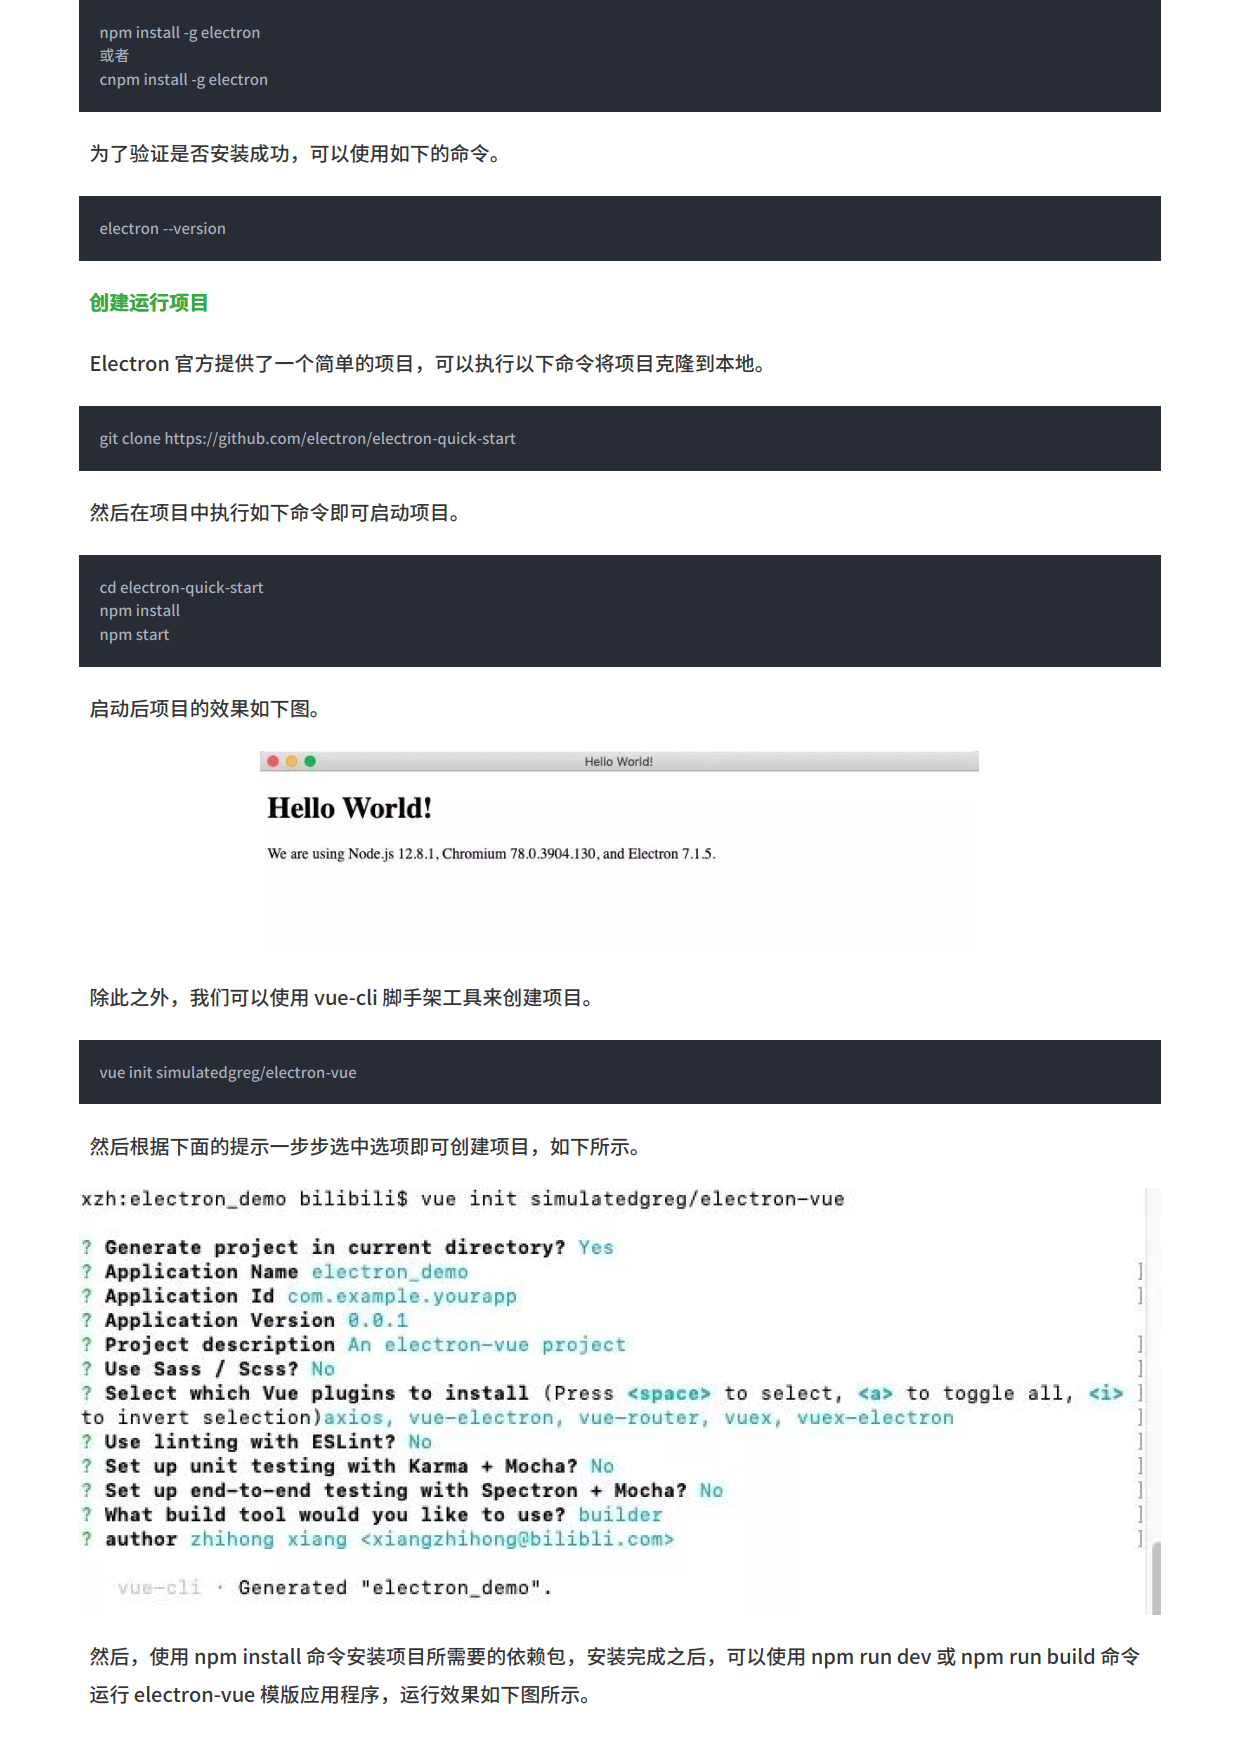 npm install -g electron
或者
cnpm install -g electron
为了验证是否安装成功，可以使用如下的命令。
electron --version
创建运行项目
Electron 官方提供了一个简单的项目，可以执行以下命令将项目克隆到本地。
git clone https://github.com/electron/electron-quick-start
然后在项目中执行如下命令即可启动项目。
cd electron-quick-start
npm install
npm start
启动后项目的效果如下图。
Hello World!
Hello World!
We are using Node.js 12.8.1, Chromium 78.0.3904.130, and Electron 7.1.5.
除此之外，我们可以使用 vue-cli 脚手架工具来创建项目。
vue init simulatedgreg/electron-vue
然后根据下面的提示一步步选中选项即可创建项目，如下所示。
xzh:electron_demo bilibili$ vue init simulatedgreg/electron-vue
? Generate project in current directory? Yes
? Application Name electron_demo ]
? Application Id com.example.yourapp ]
? Application Version 0.0.1
? Project description An electron-vue project ]
? Use Sass / Scss? No ]
? Select which Vue plugins to install (Press <space> to select, <a> to toggle all, <i> ]
to invert selection)axios, vue-electron, vue-router, vuex, vuex-electron ]
? Use linting with ESLint? No ]
? Set up unit testing with Karma + Mocha? No ]
? Set up end-to-end testing with Spectron + Mocha? No ]
? What build tool would you like to use? builder ]
? author zhihong xiang <xiangzhihong@bilibli.com> ]
vue-cli · Generated "electron_demo".
然后，使用 npm install 命令安装项目所需要的依赖包，安装完成之后，可以使用 npm run dev 或 npm run build 命令
运行 electron-vue 模版应用程序，运行效果如下图所示。